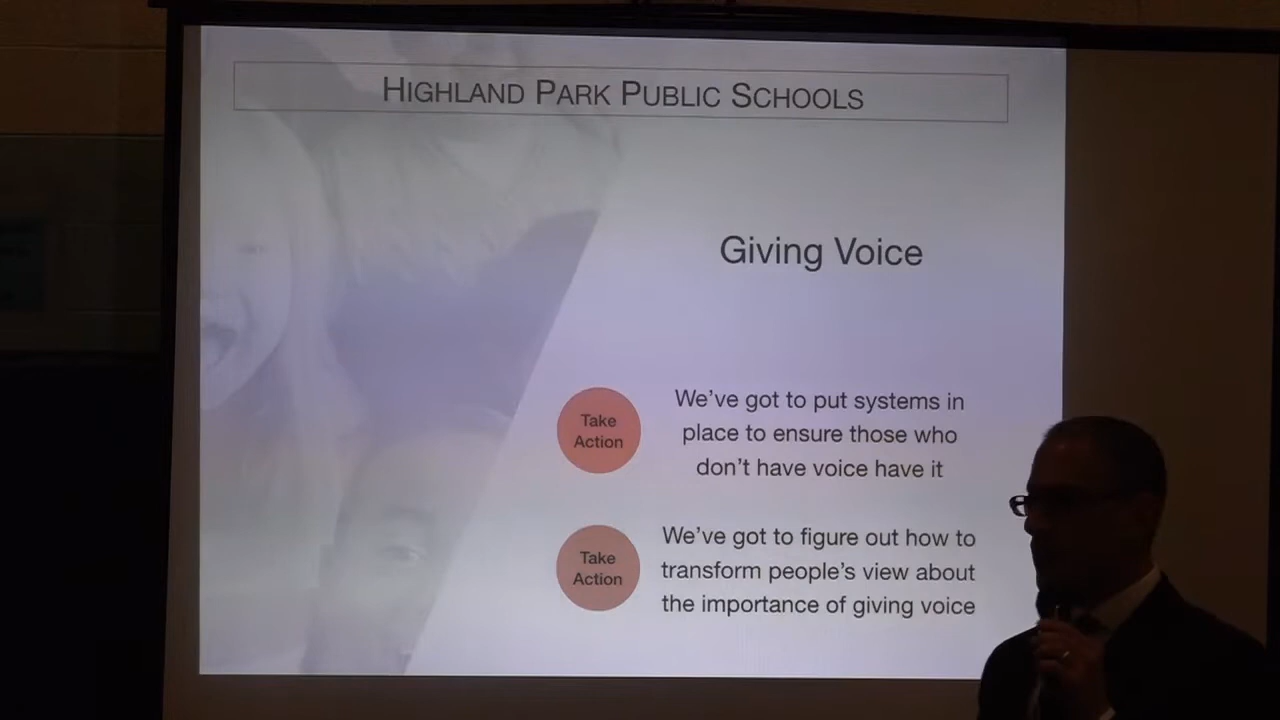 HIGHLAND PARK PUBLIC SCHOOLS
Giving Voice
Take
Action
We've got to put systems in
place to ensure those who
don't have voice have it
Take
Action
We've got to figure out how to
transform people's view about
the importance of giving voice